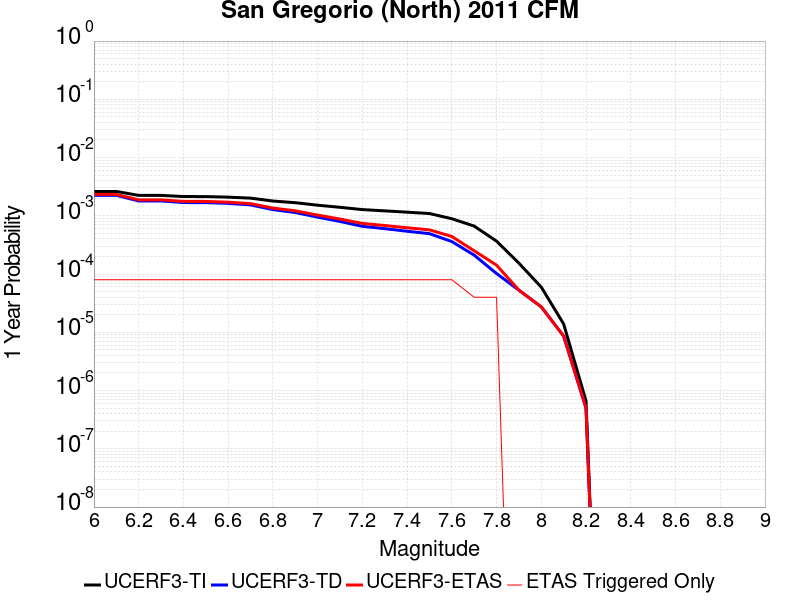 San Gregorio (North) 2011 CFM
10^0
10^-1
10^-2
10^-3
10^-4
10^-5
10^-6
10^-7
10^-8
1 Year Probability
6 6.2 6.4 6.6 6.8 7 7.2 7.4 7.6 7.8 8 8.2 8.4 8.6 8.8 9
Magnitude
UCERF3-TI UCERF3-TD UCERF3-ETAS ETAS Triggered Only